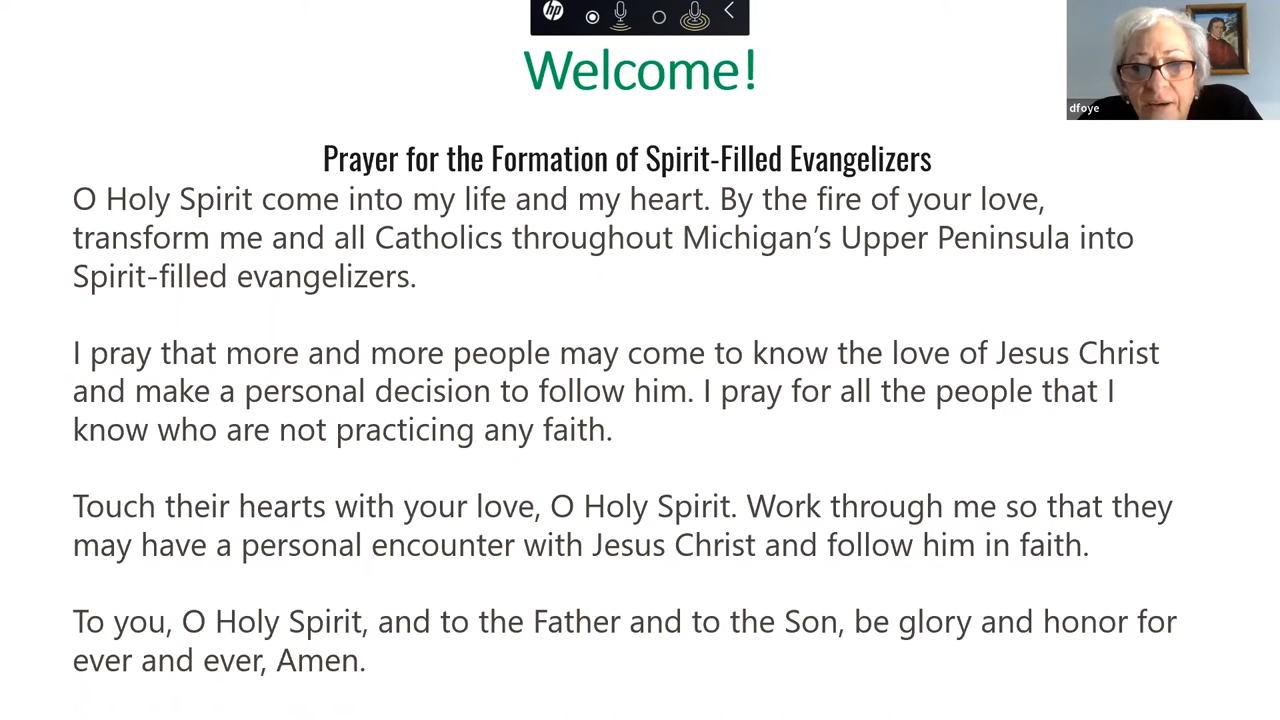 hp
Welcome!
dfoye
Prayer for the Formation of Spirit-Filled Evangelizers
O Holy Spirit come into my life and my heart. By the fire of your love,
transform me and all Catholics throughout Michigan’s Upper Peninsula into
Spirit-filled evangelizers.
I pray that more and more people may come to know the love of Jesus Christ
and make a personal decision to follow him. I pray for all the people that I
know who are not practicing any faith.
Touch their hearts with your love, O Holy Spirit. Work through me so that they
may have a personal encounter with Jesus Christ and follow him in faith.
To you, O Holy Spirit, and to the Father and to the Son, be glory and honor for
ever and ever, Amen.